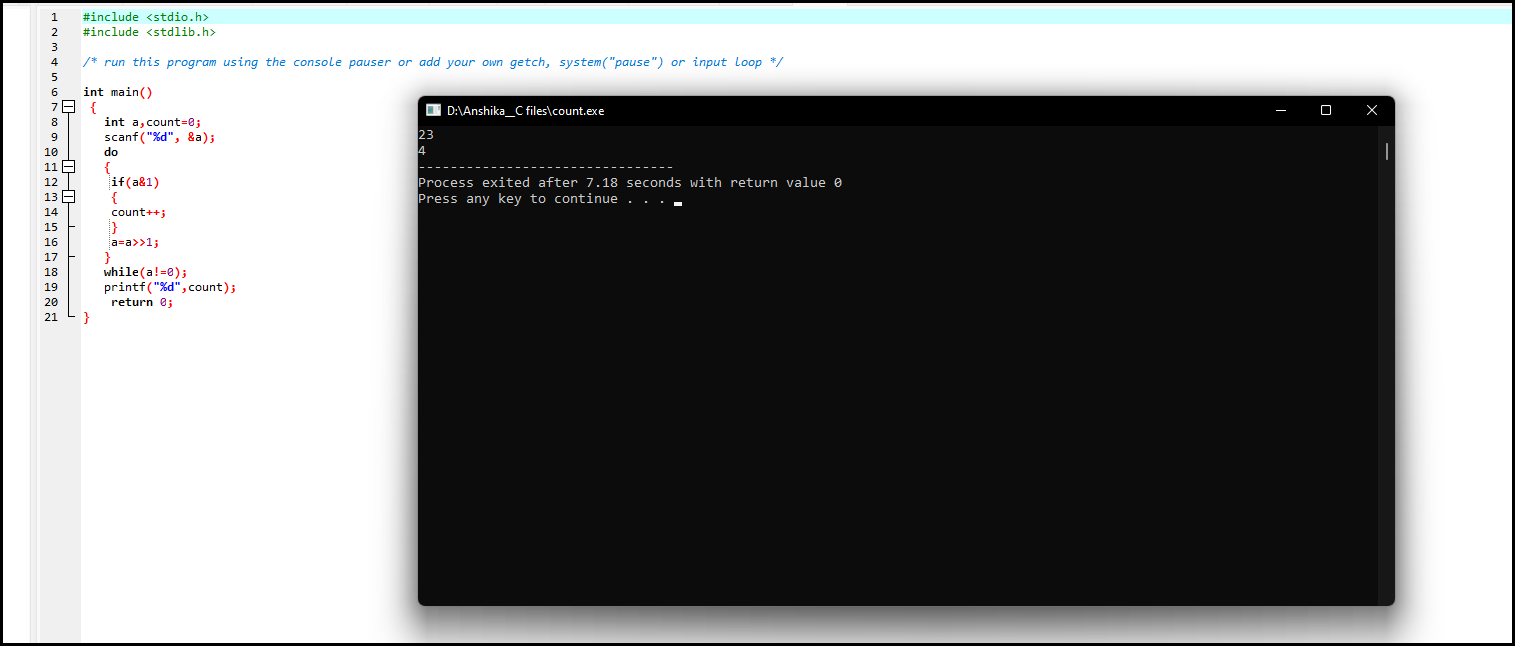 1 #include <stdio.h>
2 #include <stdlib.h>
3
4 /* run this program using the console pauser or add your own getch, system("pause") or input loop */
5
6 int main()
7 {
8 int a,count=0;
9 scanf("%d", &a);
10 do
11 {
12 if(a&1)
13 {
14 count++;
15 }
16 a=a>>1;
17 }
18 while(a!=0);
19 printf("%d",count);
20 return 0;
21 }
D:\Anshika__C files\count.exe
23
4
--------------------------------
Process exited after 7.18 seconds with return value 0
Press any key to continue . . .